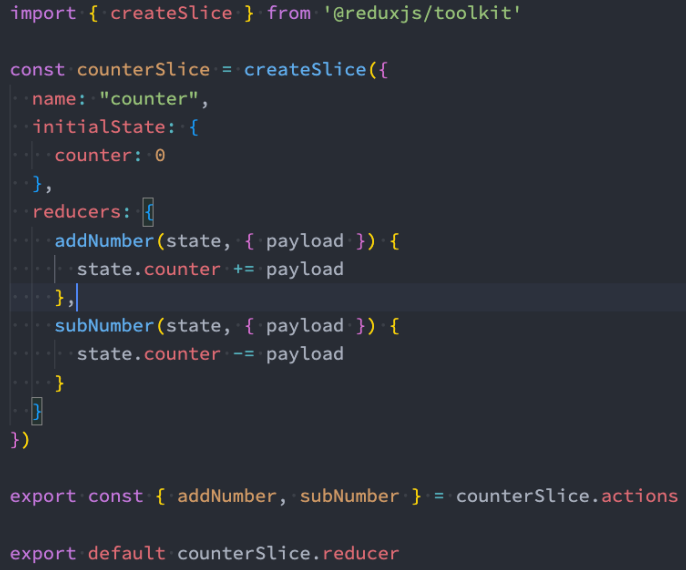 import { createSlice } from '@reduxjs/toolkit'

const counterSlice = createSlice({
  name: "counter",
  initialState: {
    counter: 0
  },
  reducers: {
    addNumber(state, { payload }) {
      state.counter += payload
    },
    subNumber(state, { payload }) {
      state.counter -= payload
    }
  }
})

export const { addNumber, subNumber } = counterSlice.actions

export default counterSlice.reducer